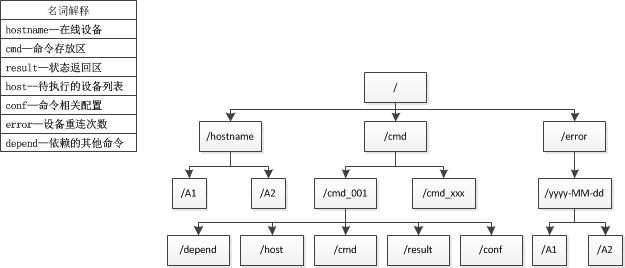 名词解释
hostname—在线设备
cmd—命令存放区
result—状态返回区
host--待执行的设备列表
conf—命令相关配置
error—设备重连次数
depend—依赖的其他命令
/
/hostname
/cmd
/error
/A1
/A2
/cmd_001
/cmd_xxx
/yyyy-MM-dd
/depend
/host
/cmd
/result
/conf
/A1
/A2